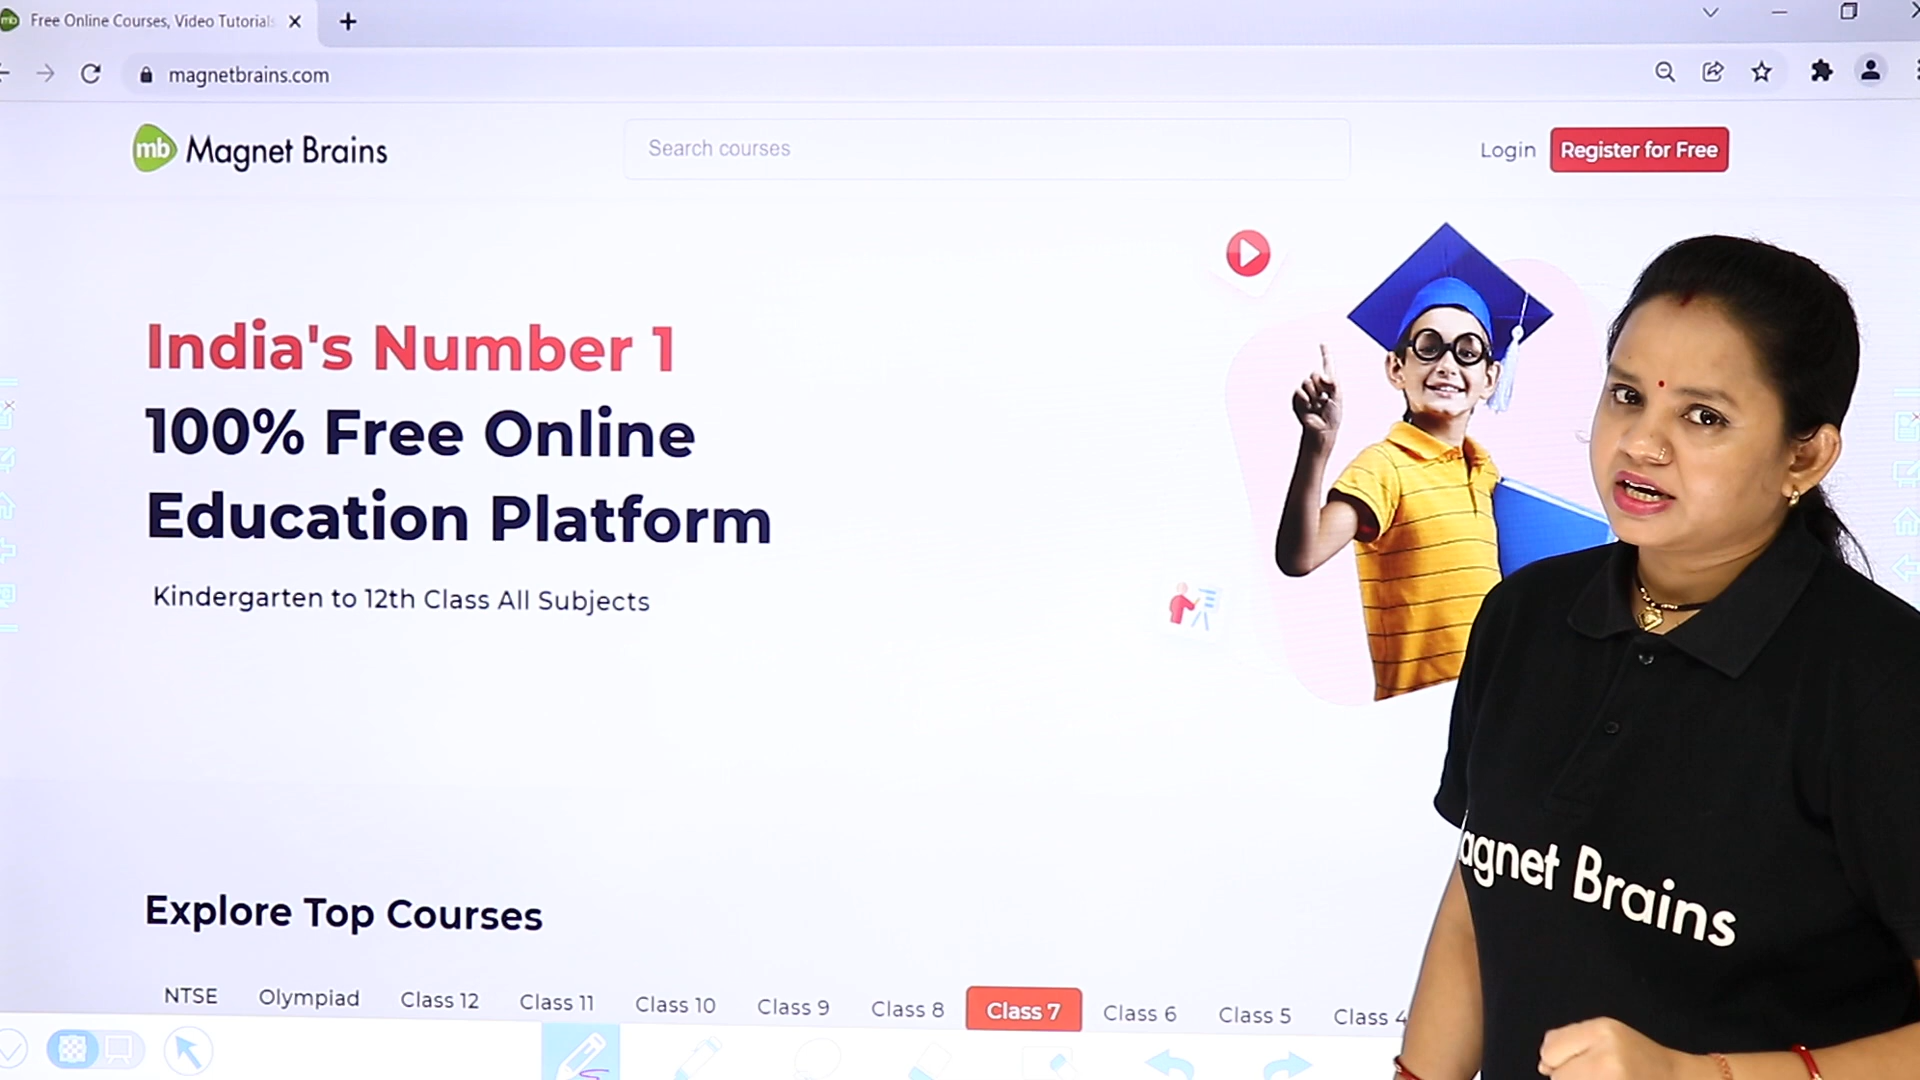 Free Online Courses, Video Tutorials
magnetbrains.com
mb Magnet Brains
Search courses
Login
Register for Free
India's Number 1
100% Free Online
Education Platform
Kindergarten to 12th Class All Subjects
agnet Brains
Explore Top Courses
NTSE Olympiad Class 12 Class 11 Class 10 Class 9 Class 8 Class 7 Class 6 Class 5 Class 4